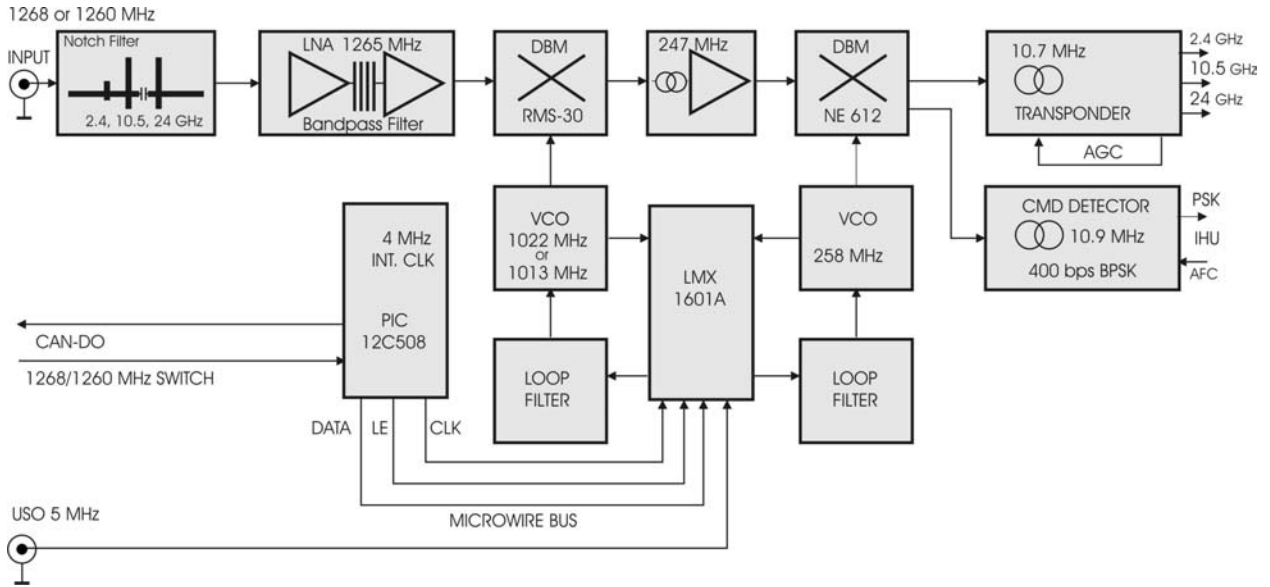 1268 or 1260 MHz
INPUT
Notch Filter
2.4, 10.5, 24 GHz
LNA 1265 MHz
Bandpass Filter
DBM
RMS-30
247 MHz
DBM
NE 612
10.7 MHz
TRANSPONDER
2.4 GHz
10.5 GHz
24 GHz
AGC
VCO
1022 MHz
or
1013 MHz
LMX
1601A
VCO
258 MHz
CMD DETECTOR
10.9 MHz
400 bps BPSK
PSK
IHU
AFC
4 MHz
INT. CLK
PIC
12C508
CAN-DO
1268/1260 MHz SWITCH
LOOP
FILTER
LOOP
FILTER
DATA
LE
CLK
MICROWIRE BUS
USO 5 MHz